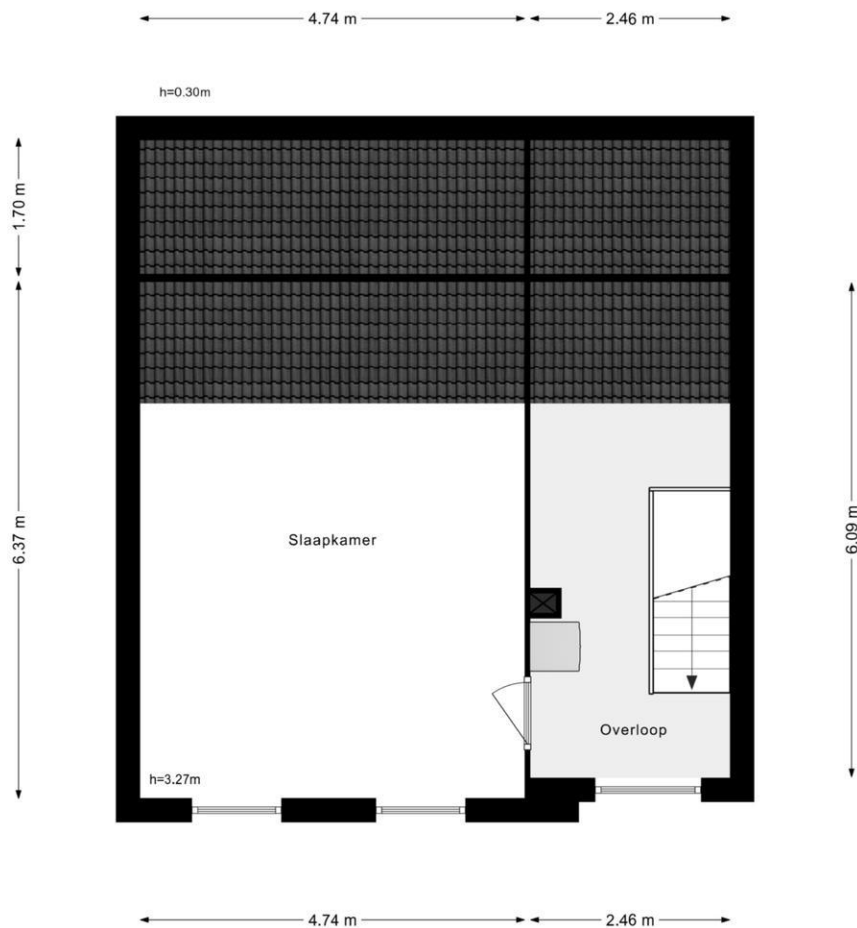 4.74 m
2.46 m
h=0.30m
1.70 m
6.37 m
6.09 m
Slaapkamer
Overloop
h=3.27m
4.74 m
2.46 m